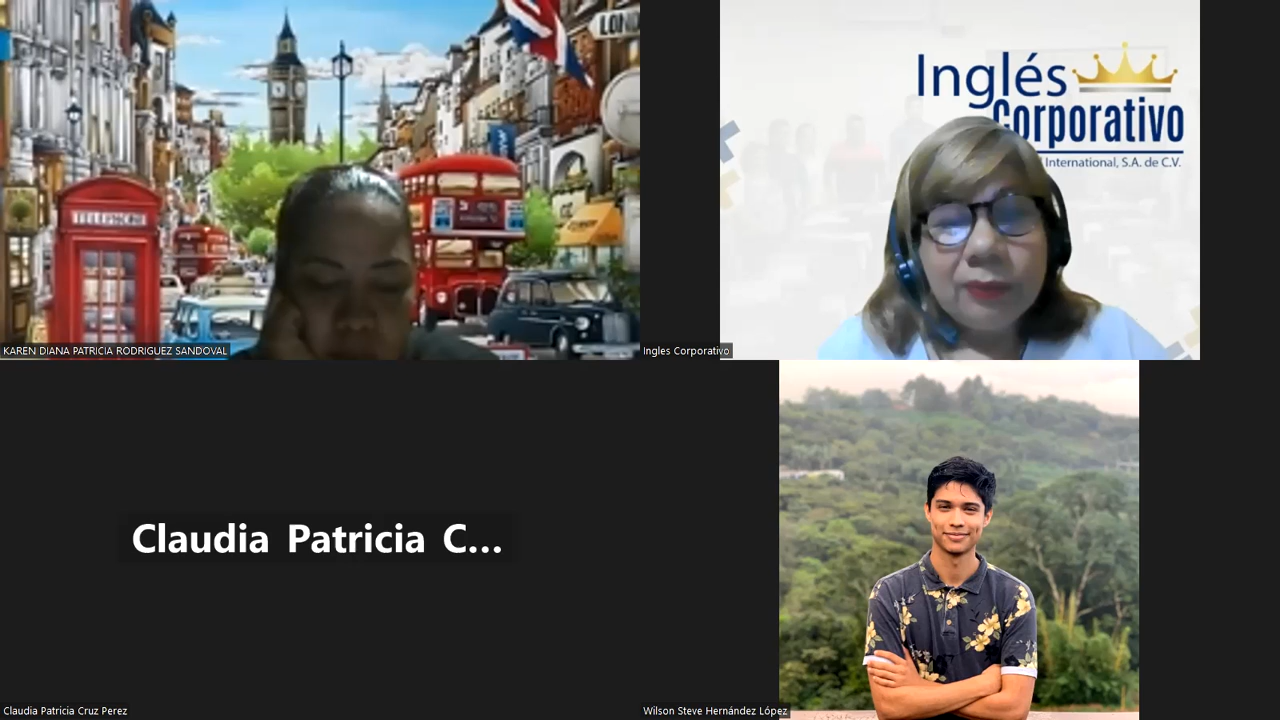 LON
TELEPHONE
KAREN DIANA PATRICIA RODRIGUEZ SANDOVAL
Inglés
Corporativo
International, S.A. de C.V.
Ingles Corporativo
Claudia Patricia C...
Claudia Patricia Cruz Perez
Wilson Steve Hernández López